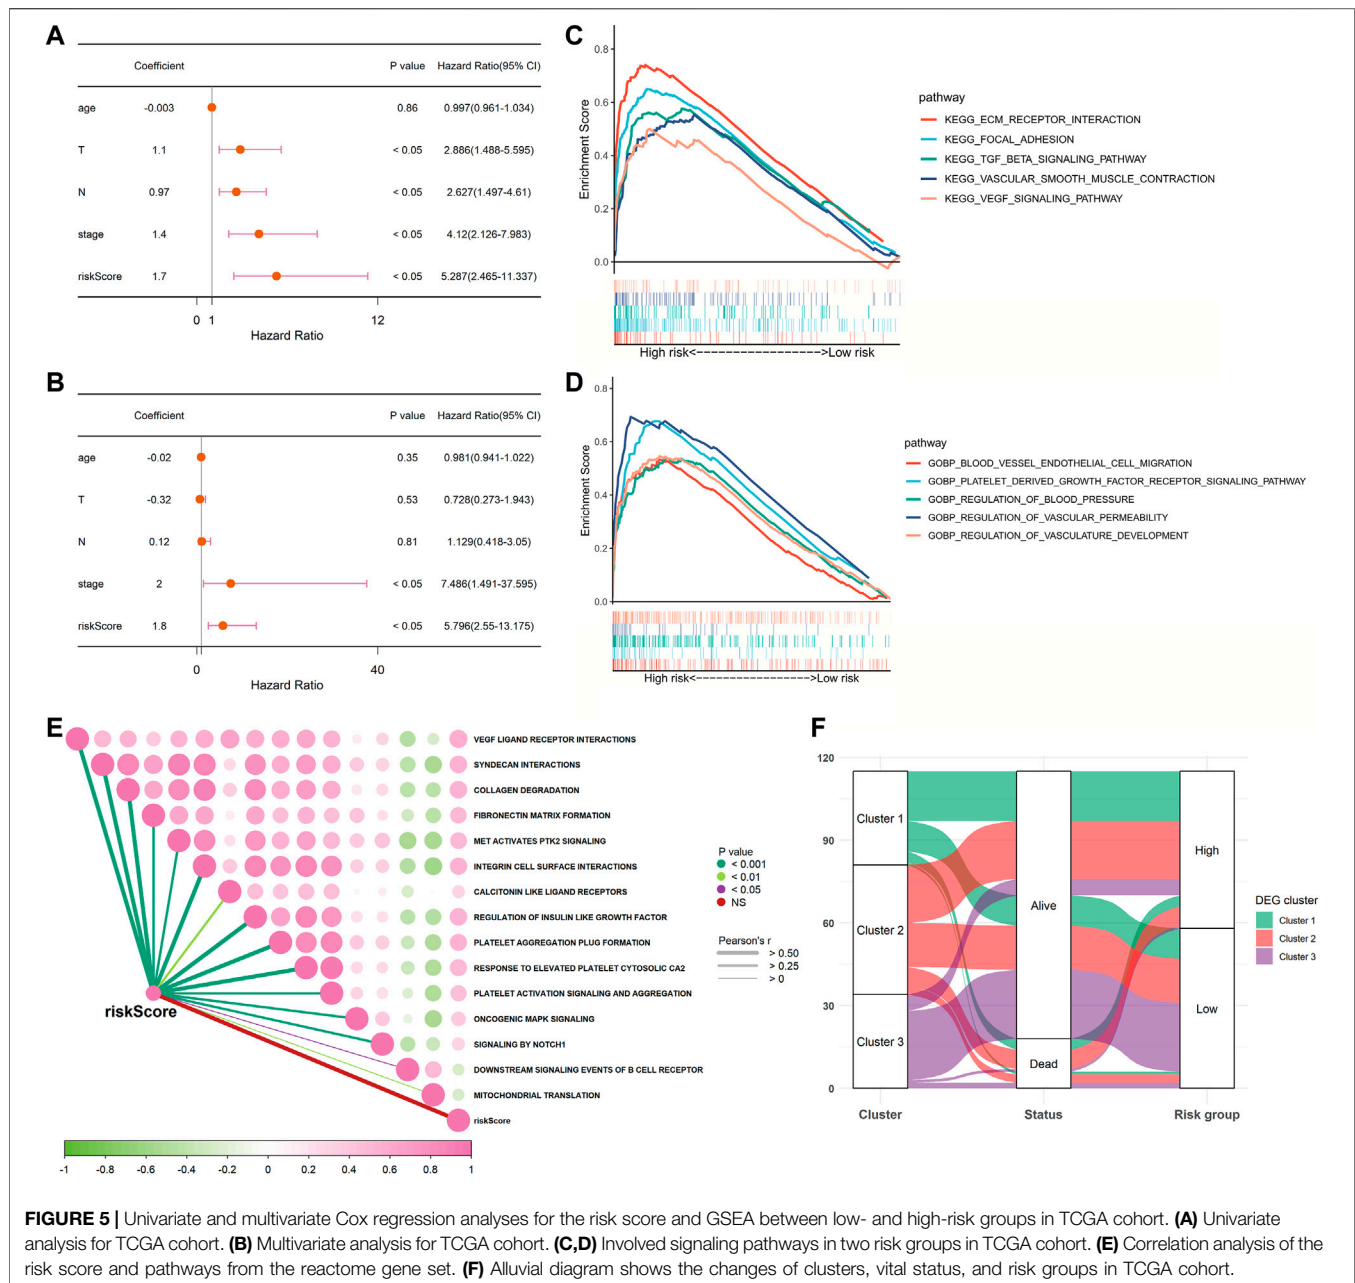 A
Coefficient P value Hazard Ratio(95% CI)
age -0.003 0.86 0.997(0.961-1.034)
T 1.1 < 0.05 2.886(1.488-5.595)
N 0.97 < 0.05 2.627(1.497-4.61)
stage 1.4 < 0.05 4.12(2.126-7.983)
riskScore 1.7 < 0.05 5.287(2.465-11.337)
0 1 12
Hazard Ratio
B
Coefficient P value Hazard Ratio(95% CI)
age -0.02 0.35 0.981(0.941-1.022)
T -0.32 0.53 0.728(0.273-1.943)
N 0.12 0.81 1.129(0.418-3.05)
stage 2 < 0.05 7.486(1.491-37.595)
riskScore 1.8 < 0.05 5.796(2.55-13.175)
0 40
Hazard Ratio
C
Enrichment Score
0.8
0.6
0.4
0.2
0.0
High risk<------------------->Low risk
pathway
KEGG_ECM_RECEPTOR_INTERACTION
KEGG_FOCAL_ADHESION
KEGG_TGF_BETA_SIGNALING_PATHWAY
KEGG_VASCULAR_SMOOTH_MUSCLE_CONTRACTION
KEGG_VEGF_SIGNALING_PATHWAY
D
Enrichment Score
0.8
0.6
0.4
0.2
0.0
High risk<------------------->Low risk
pathway
GOBP_BLOOD_VESSEL_ENDOTHELIAL_CELL_MIGRATION
GOBP_PLATELET_DERIVED_GROWTH_FACTOR_RECEPTOR_SIGNALING_PATHWAY
GOBP_REGULATION_OF_BLOOD_PRESSURE
GOBP_REGULATION_OF_VASCULAR_PERMEABILITY
GOBP_REGULATION_OF_VASCULATURE_DEVELOPMENT
E
VEGF LIGAND RECEPTOR INTERACTIONS
SYNDECAN INTERACTIONS
COLLAGEN DEGRADATION
FIBRONECTIN MATRIX FORMATION
MET ACTIVATES PTK2 SIGNALING
INTEGRIN CELL SURFACE INTERACTIONS
CALCITONIN LIKE LIGAND RECEPTORS
REGULATION OF INSULIN LIKE GROWTH FACTOR
PLATELET AGGREGATION PLUG FORMATION
RESPONSE TO ELEVATED PLATELET CYTOSOLIC CA2
PLATELET ACTIVATION SIGNALING AND AGGREGATION
ONCOGENIC MAPK SIGNALING
SIGNALING BY NOTCH1
DOWNSTREAM SIGNALING EVENTS OF B CELL RECEPTOR
MITOCHONDRIAL TRANSLATION
riskScore
riskScore
-1 -0.8 -0.6 -0.4 -0.2 0 0.2 0.4 0.6 0.8 1
P value
< 0.001
< 0.01
< 0.05
NS
Pearson's r
> 0.50
> 0.25
> 0
F
120
90
60
30
0
Cluster 1
Cluster 2
Cluster 3
Alive
Dead
High
Low
Cluster Status Risk group
DEG cluster
Cluster 1
Cluster 2
Cluster 3
FIGURE 5 | Univariate and multivariate Cox regression analyses for the risk score and GSEA between low- and high-risk groups in TCGA cohort. (A) Univariate
analysis for TCGA cohort. (B) Multivariate analysis for TCGA cohort. (C,D) Involved signaling pathways in two risk groups in TCGA cohort. (E) Correlation analysis of the
risk score and pathways from the reactome gene set. (F) Alluvial diagram shows the changes of clusters, vital status, and risk groups in TCGA cohort.